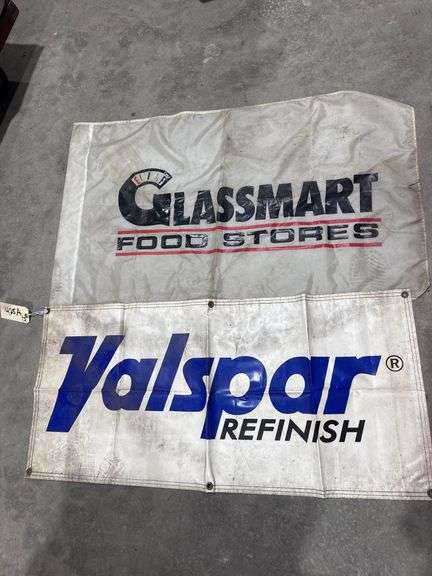 GLASSMART
FOOD STORES
Valspar®
REFINISH